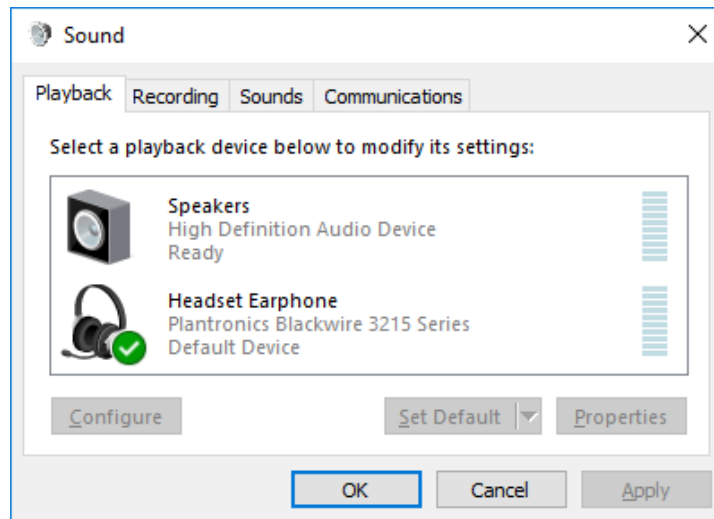 Sound
Playback Recording Sounds Communications
Select a playback device below to modify its settings:
Speakers
High Definition Audio Device
Ready
Headset Earphone
Plantronics Blackwire 3215 Series
Default Device
Configure Set Default Properties
OK Cancel Apply